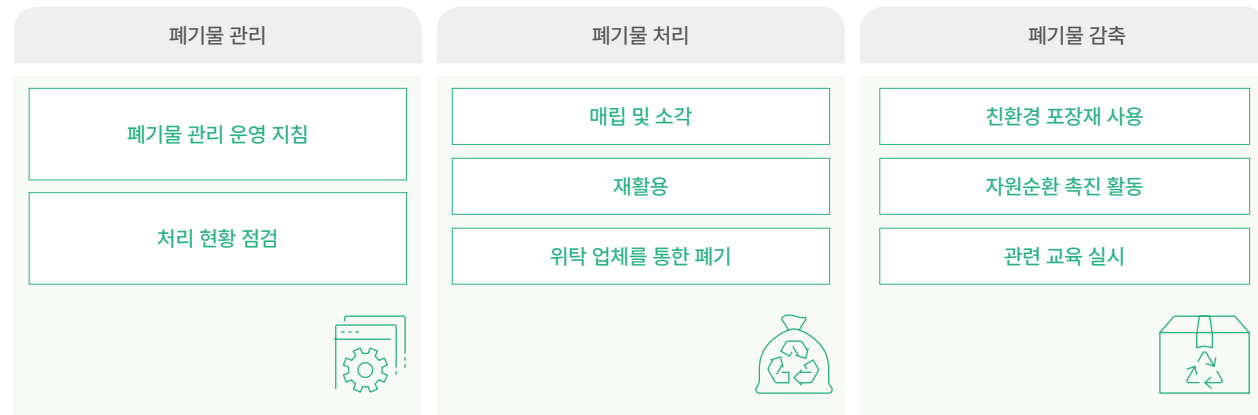 폐기물 관리
폐기물 관리 운영 지침
처리 현황 점검
폐기물 처리
매립 및 소각
재활용
위탁 업체를 통한 폐기
폐기물 감축
친환경 포장재 사용
자원순환 촉진 활동
관련 교육 실시